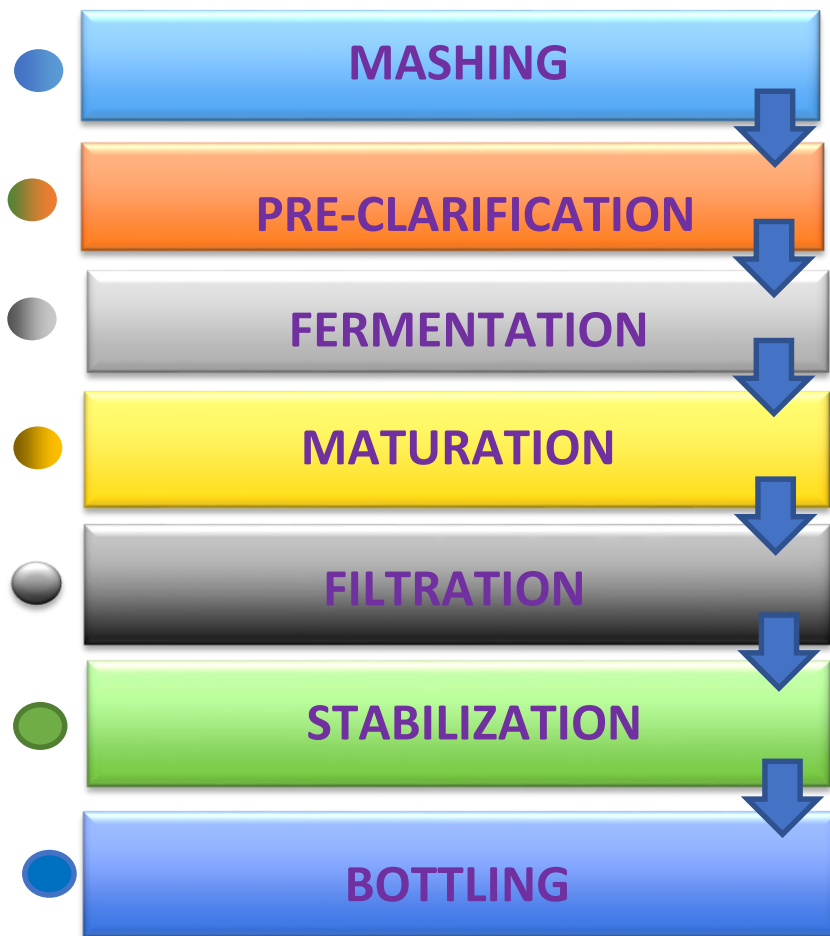 MASHING
PRE-CLARIFICATION
FERMENTATION
MATURATION
FILTRATION
STABILIZATION
BOTTLING